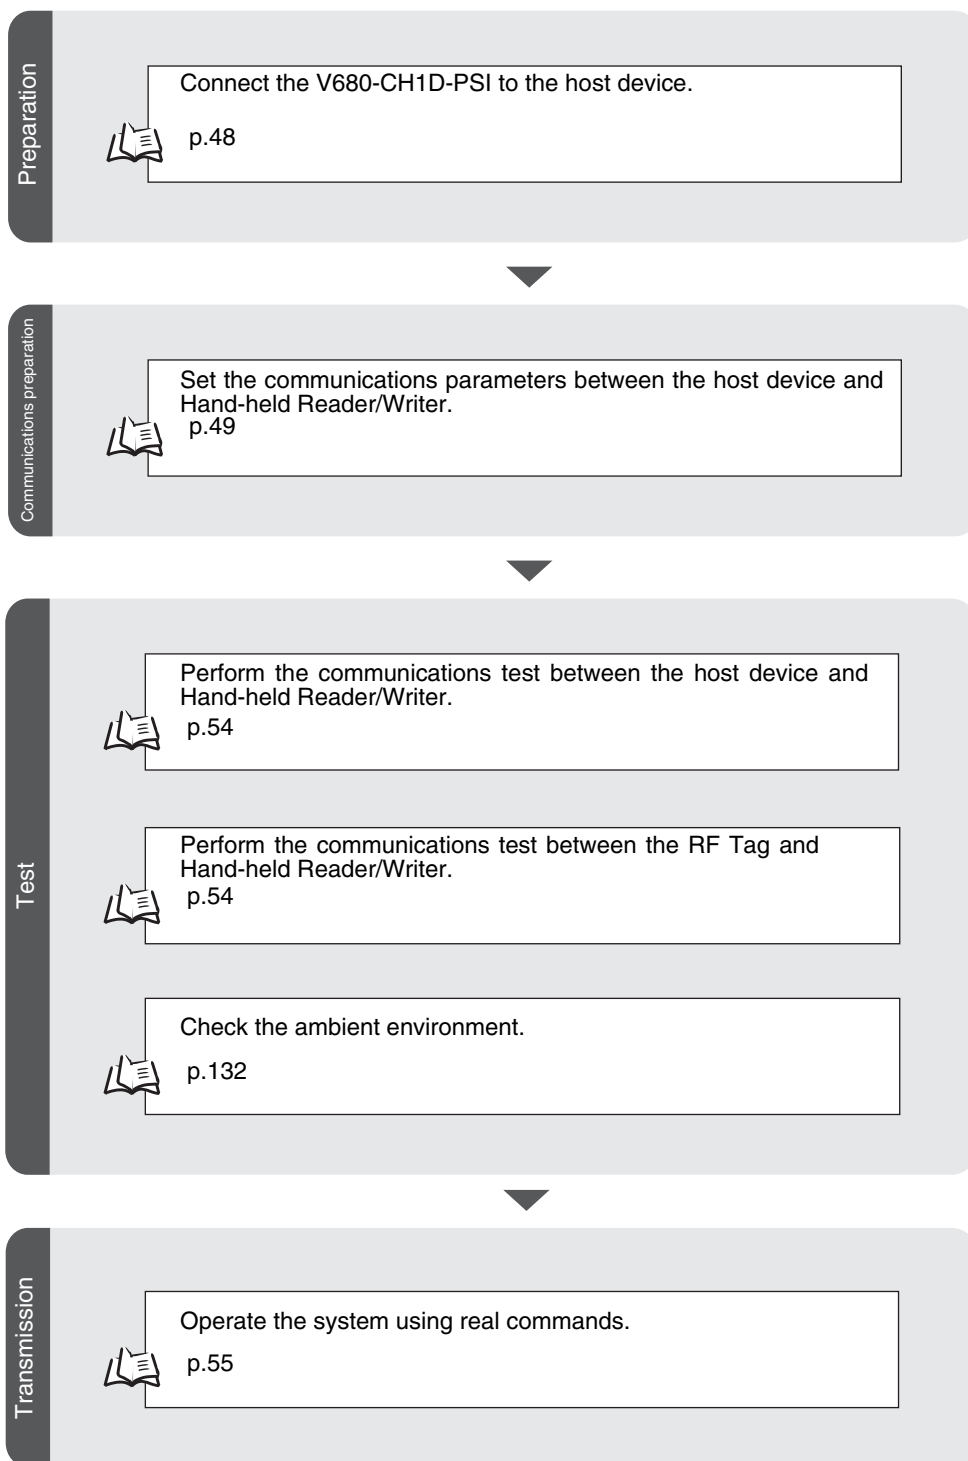 Preparation
Connect the V680-CH1D-PSI to the host device.
p.48
Communications preparation
Set the communications parameters between the host device and
Hand-held Reader/Writer.
p.49
Test
Perform the communications test between the host device and
Hand-held Reader/Writer.
p.54
Perform the communications test between the RF Tag and
Hand-held Reader/Writer.
p.54
Check the ambient environment.
p.132
Transmission
Operate the system using real commands.
p.55